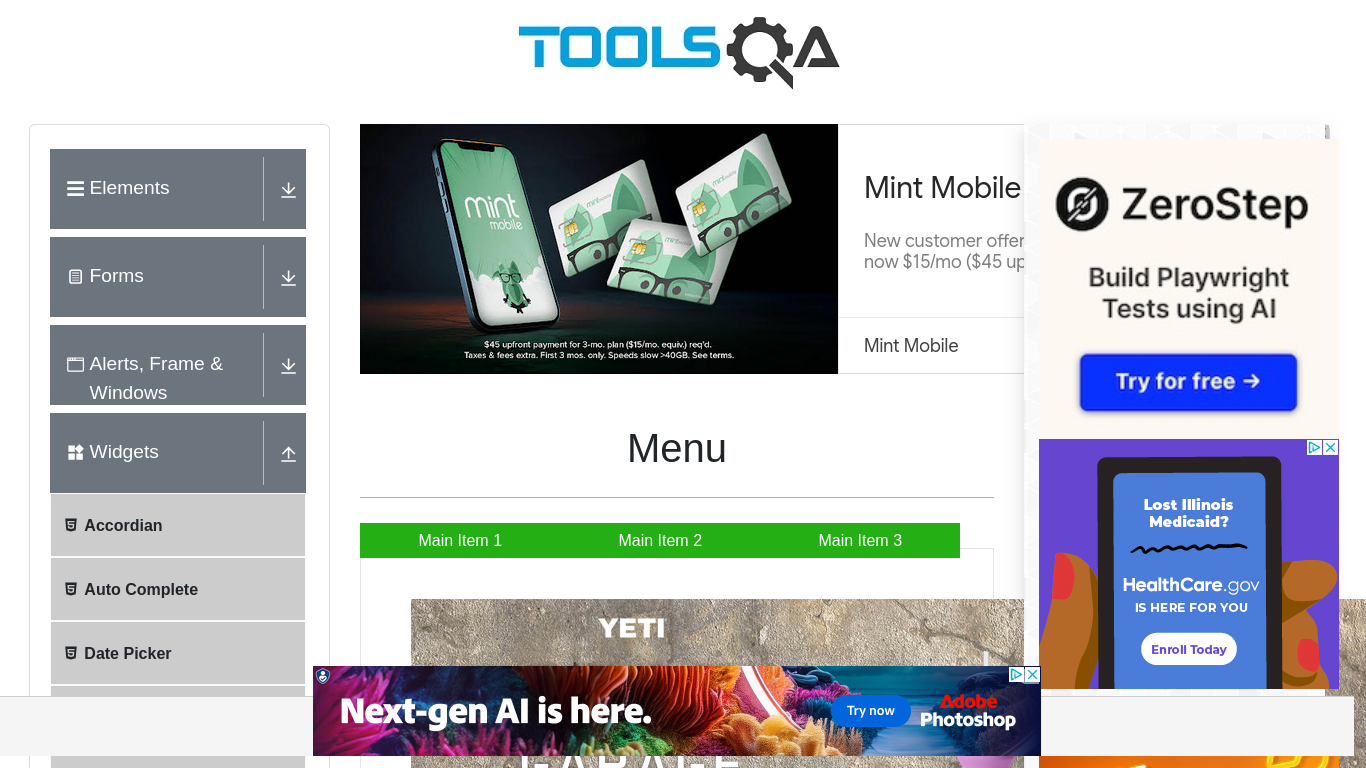 TOOLSQA
Elements
Forms
Alerts, Frame &
Windows
Widgets
Accordian
Auto Complete
Date Picker
mint
mobile
$45 upfront payment for 3-mo. plan ($15/mo. equiv.) req'd.
Taxes & fees extra. First 3 mos. only. Speeds slow >40GB. See terms.
Mint Mobile
New customer offer
now $15/mo ($45 up
Mint Mobile
Menu
Main Item 1
Main Item 2
Main Item 3
YETI
ZeroStep
Build Playwright
Tests using AI
Try for free →
Lost Illinois
Medicaid?
HealthCare.gov
IS HERE FOR YOU
Enroll Today
Next-gen AI is here.
Try now
Adobe
Photoshop